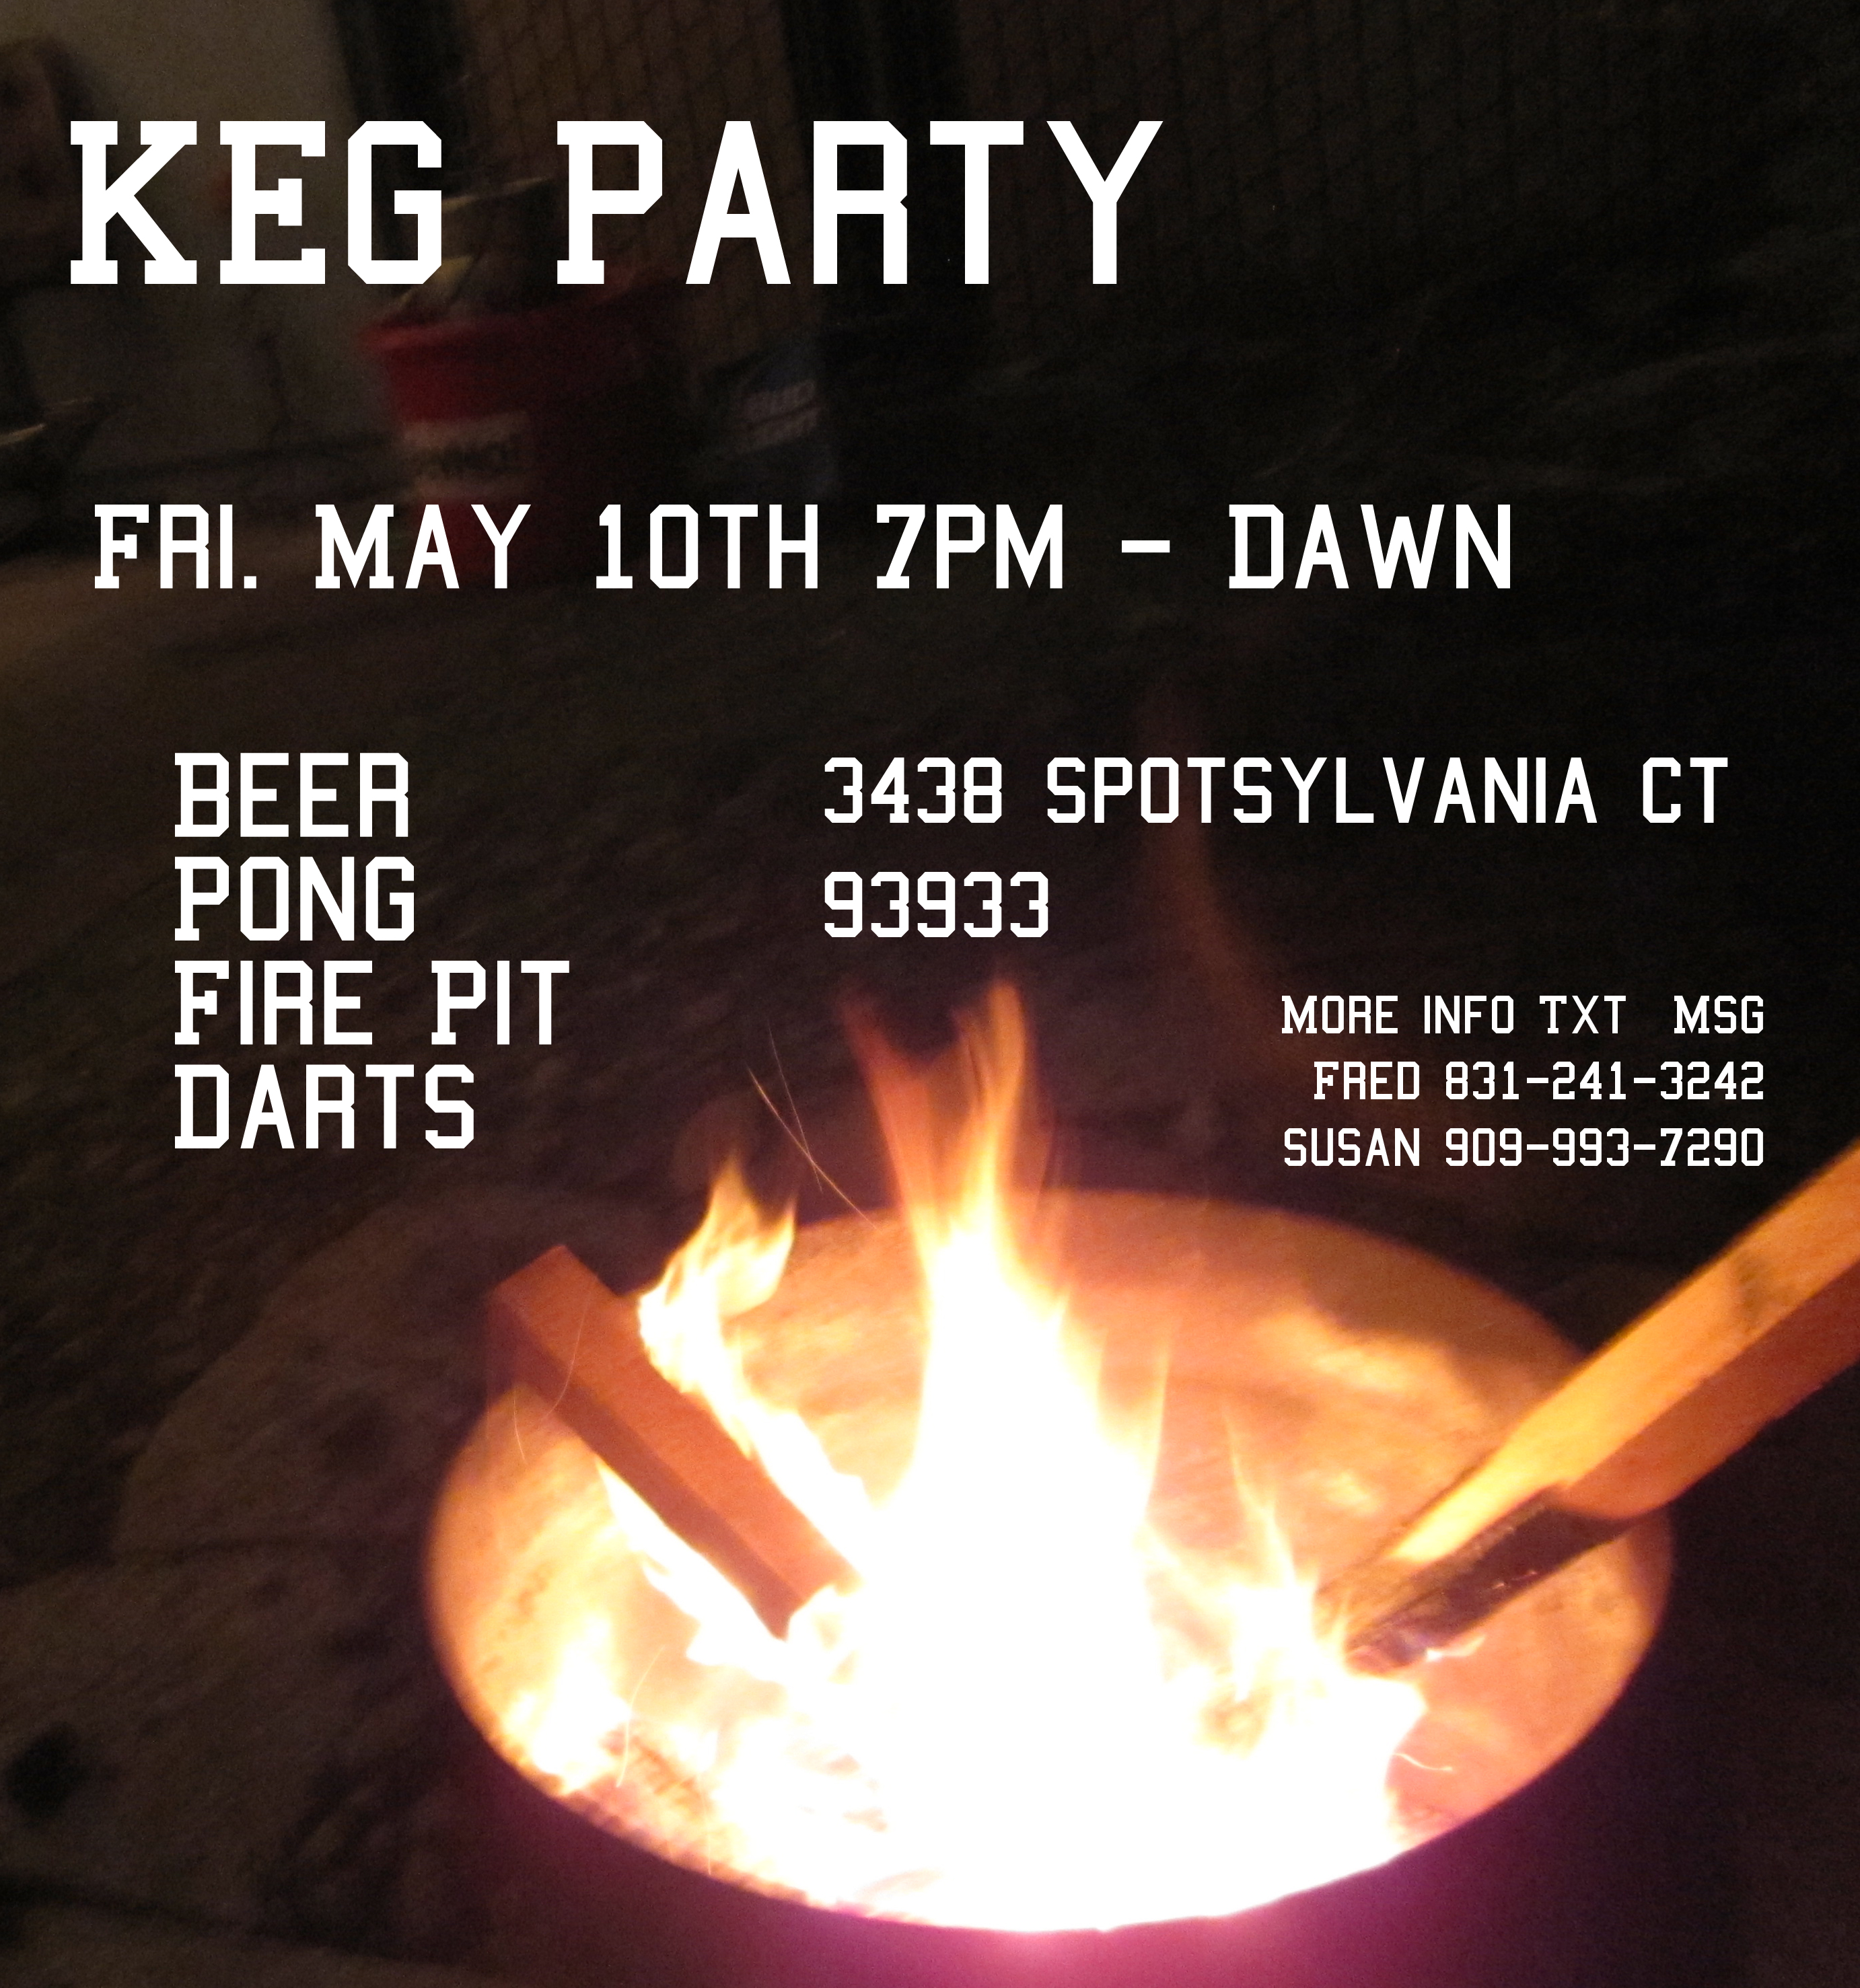 KEG PARTY
FRI. MAY 10TH 7PM - DAWN
BEER
PONG
FIRE PIT
DARTS
3438 SPOTSYLVANIA CT
93933
MORE INFO TXT MSG
FRED 831-241-3242
SUSAN 909-993-7290